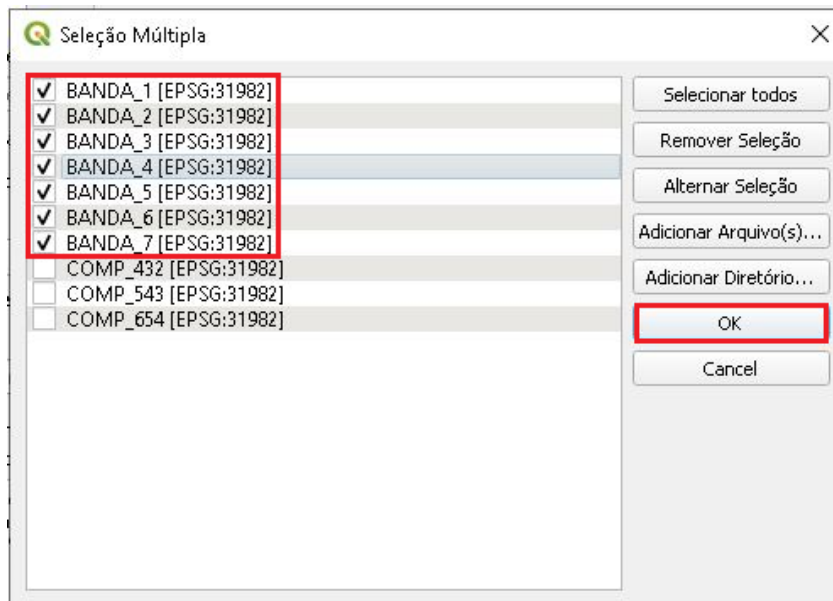 Seleção Múltipla
BANDA_1 [EPSG:31982]
BANDA_2 [EPSG:31982]
BANDA_3 [EPSG:31982]
BANDA_4 [EPSG:31982]
BANDA_5 [EPSG:31982]
BANDA_6 [EPSG:31982]
BANDA_7 [EPSG:31982]
COMP_432 [EPSG:31982]
COMP_543 [EPSG:31982]
COMP_654 [EPSG:31982]
Selecionar todos
Remover Seleção
Alternar Seleção
Adicionar Arquivo(s)...
Adicionar Diretório...
OK
Cancel